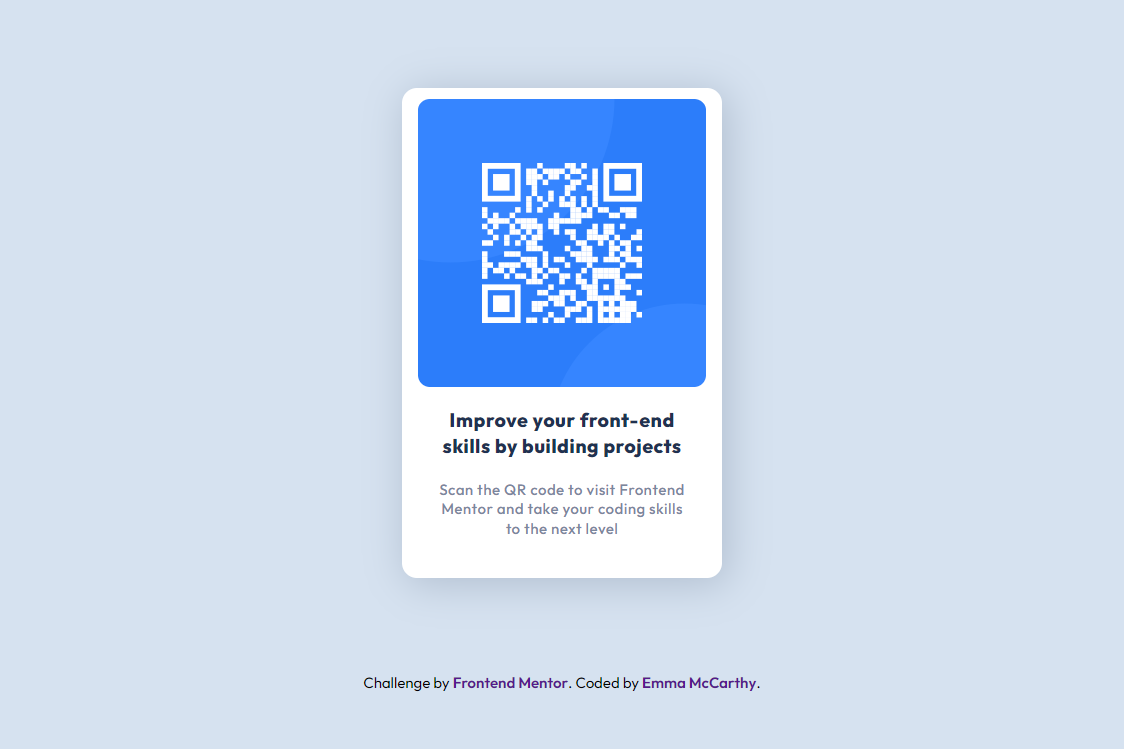 Improve your front-end
skills by building projects
Scan the QR code to visit Frontend
Mentor and take your coding skills
to the next level
Challenge by Frontend Mentor. Coded by Emma McCarthy.